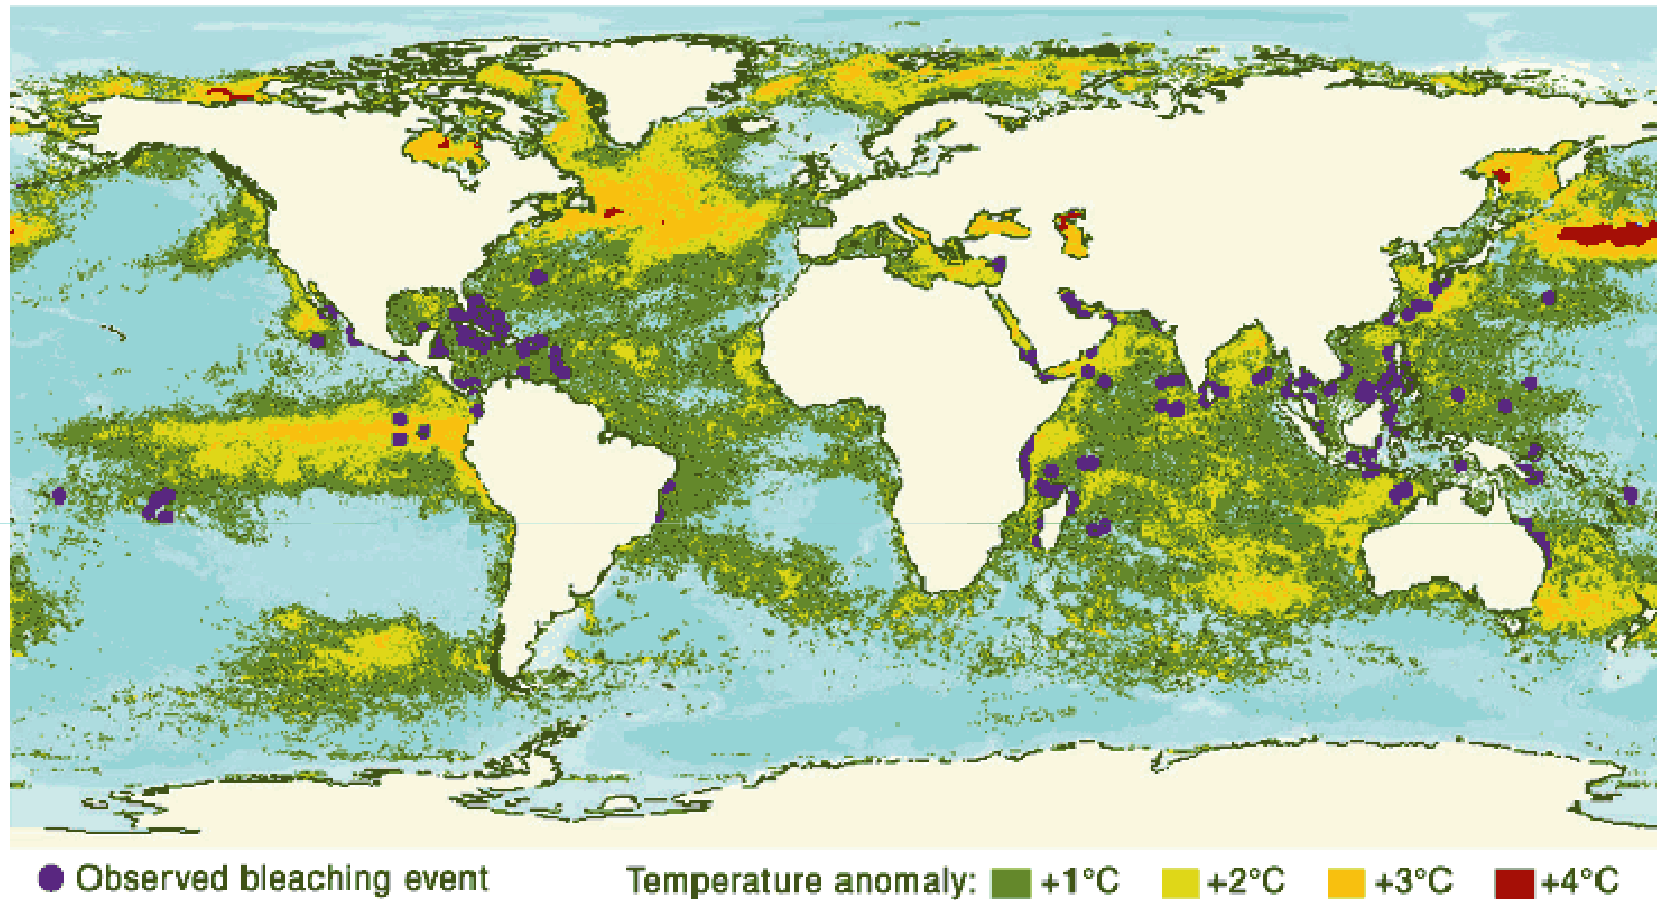 Observed bleaching event
Temperature anomaly: +1°C +2°C +3°C +4°C